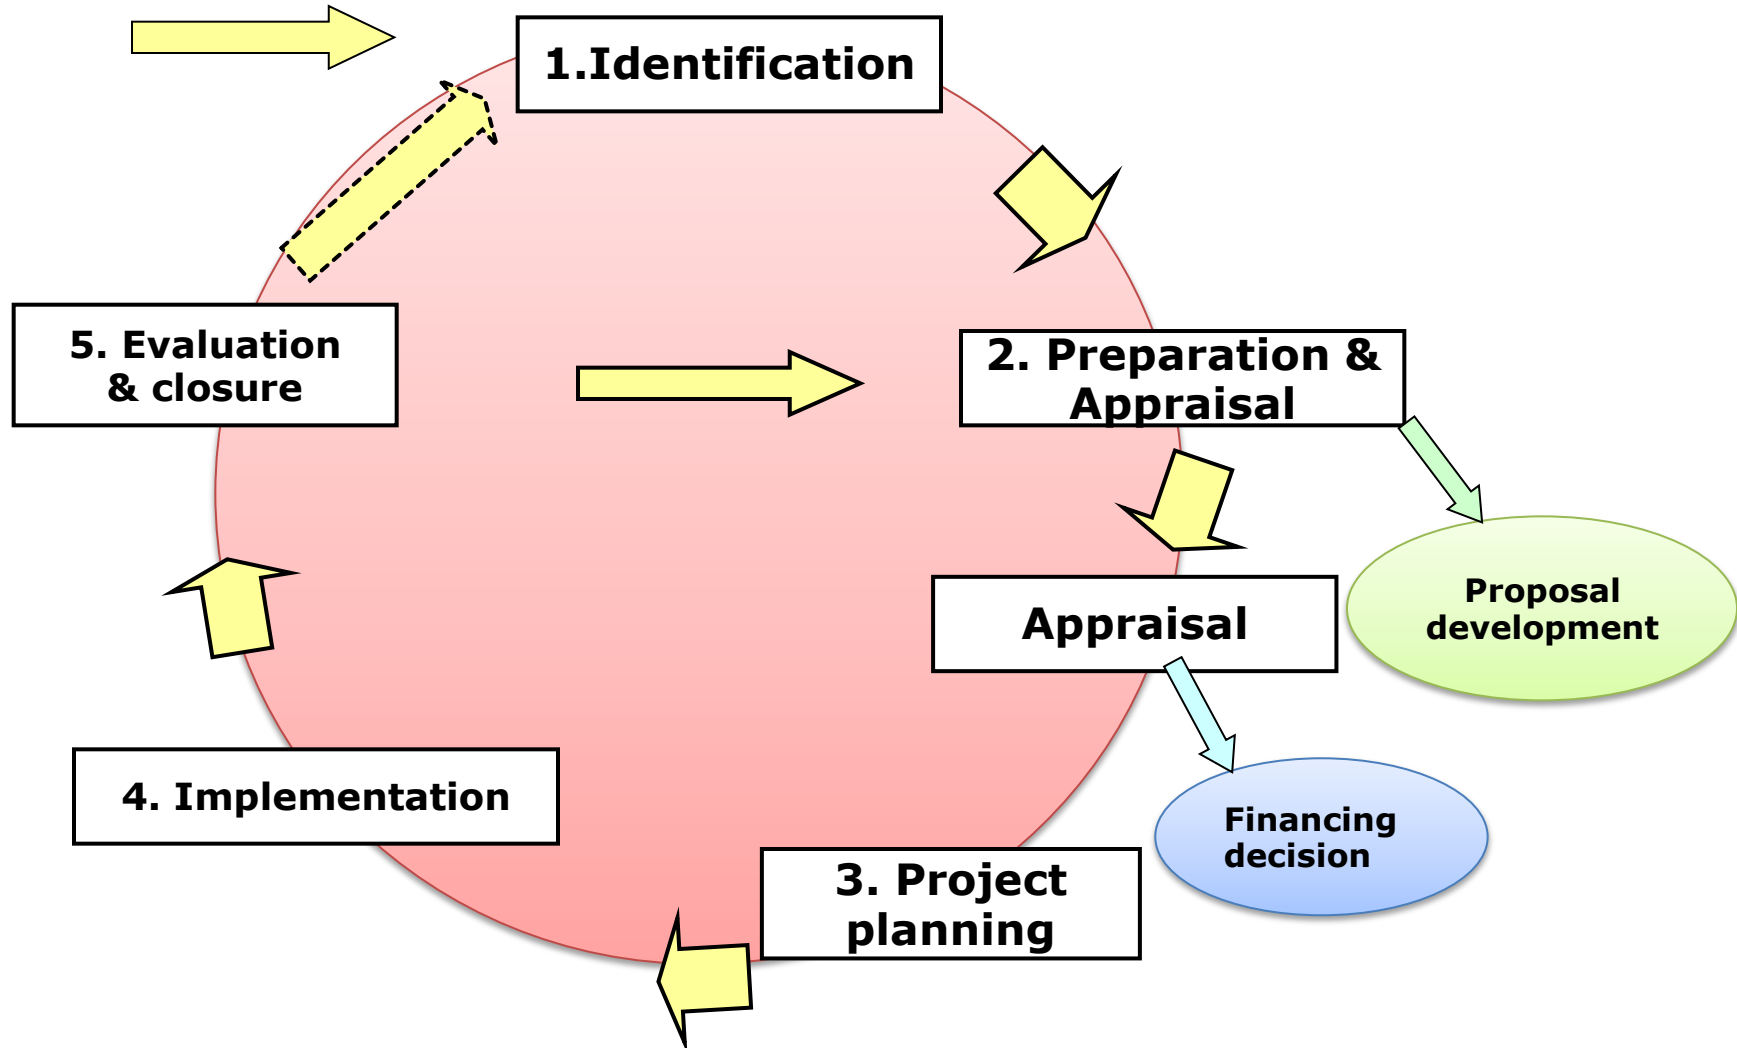 1.Identification
2. Preparation &
Appraisal
Appraisal
Proposal
development
Financing
decision
3. Project
planning
4. Implementation
5. Evaluation
& closure